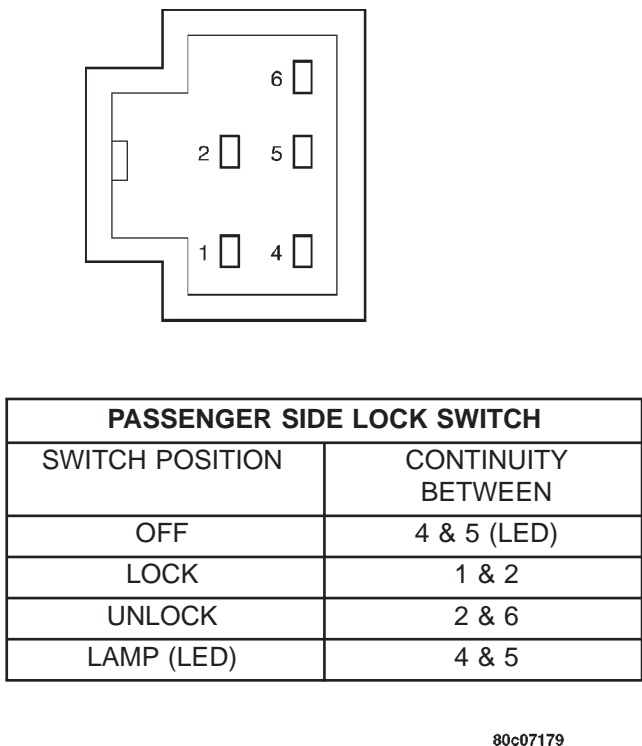 6
2 5
1 4
PASSENGER SIDE LOCK SWITCH
SWITCH POSITION CONTINUITY
BETWEEN
OFF 4 & 5 (LED)
LOCK 1 & 2
UNLOCK 2 & 6
LAMP (LED) 4 & 5
80c07179